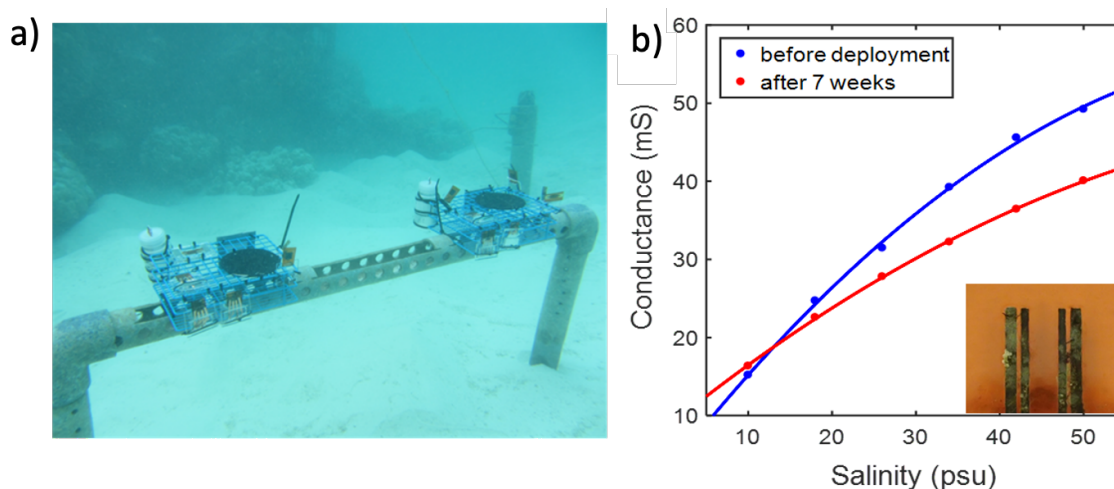 a)
b)
before deployment
after 7 weeks
Conductance (mS)
60
50
40
30
20
10
10 20 30 40 50
Salinity (psu)